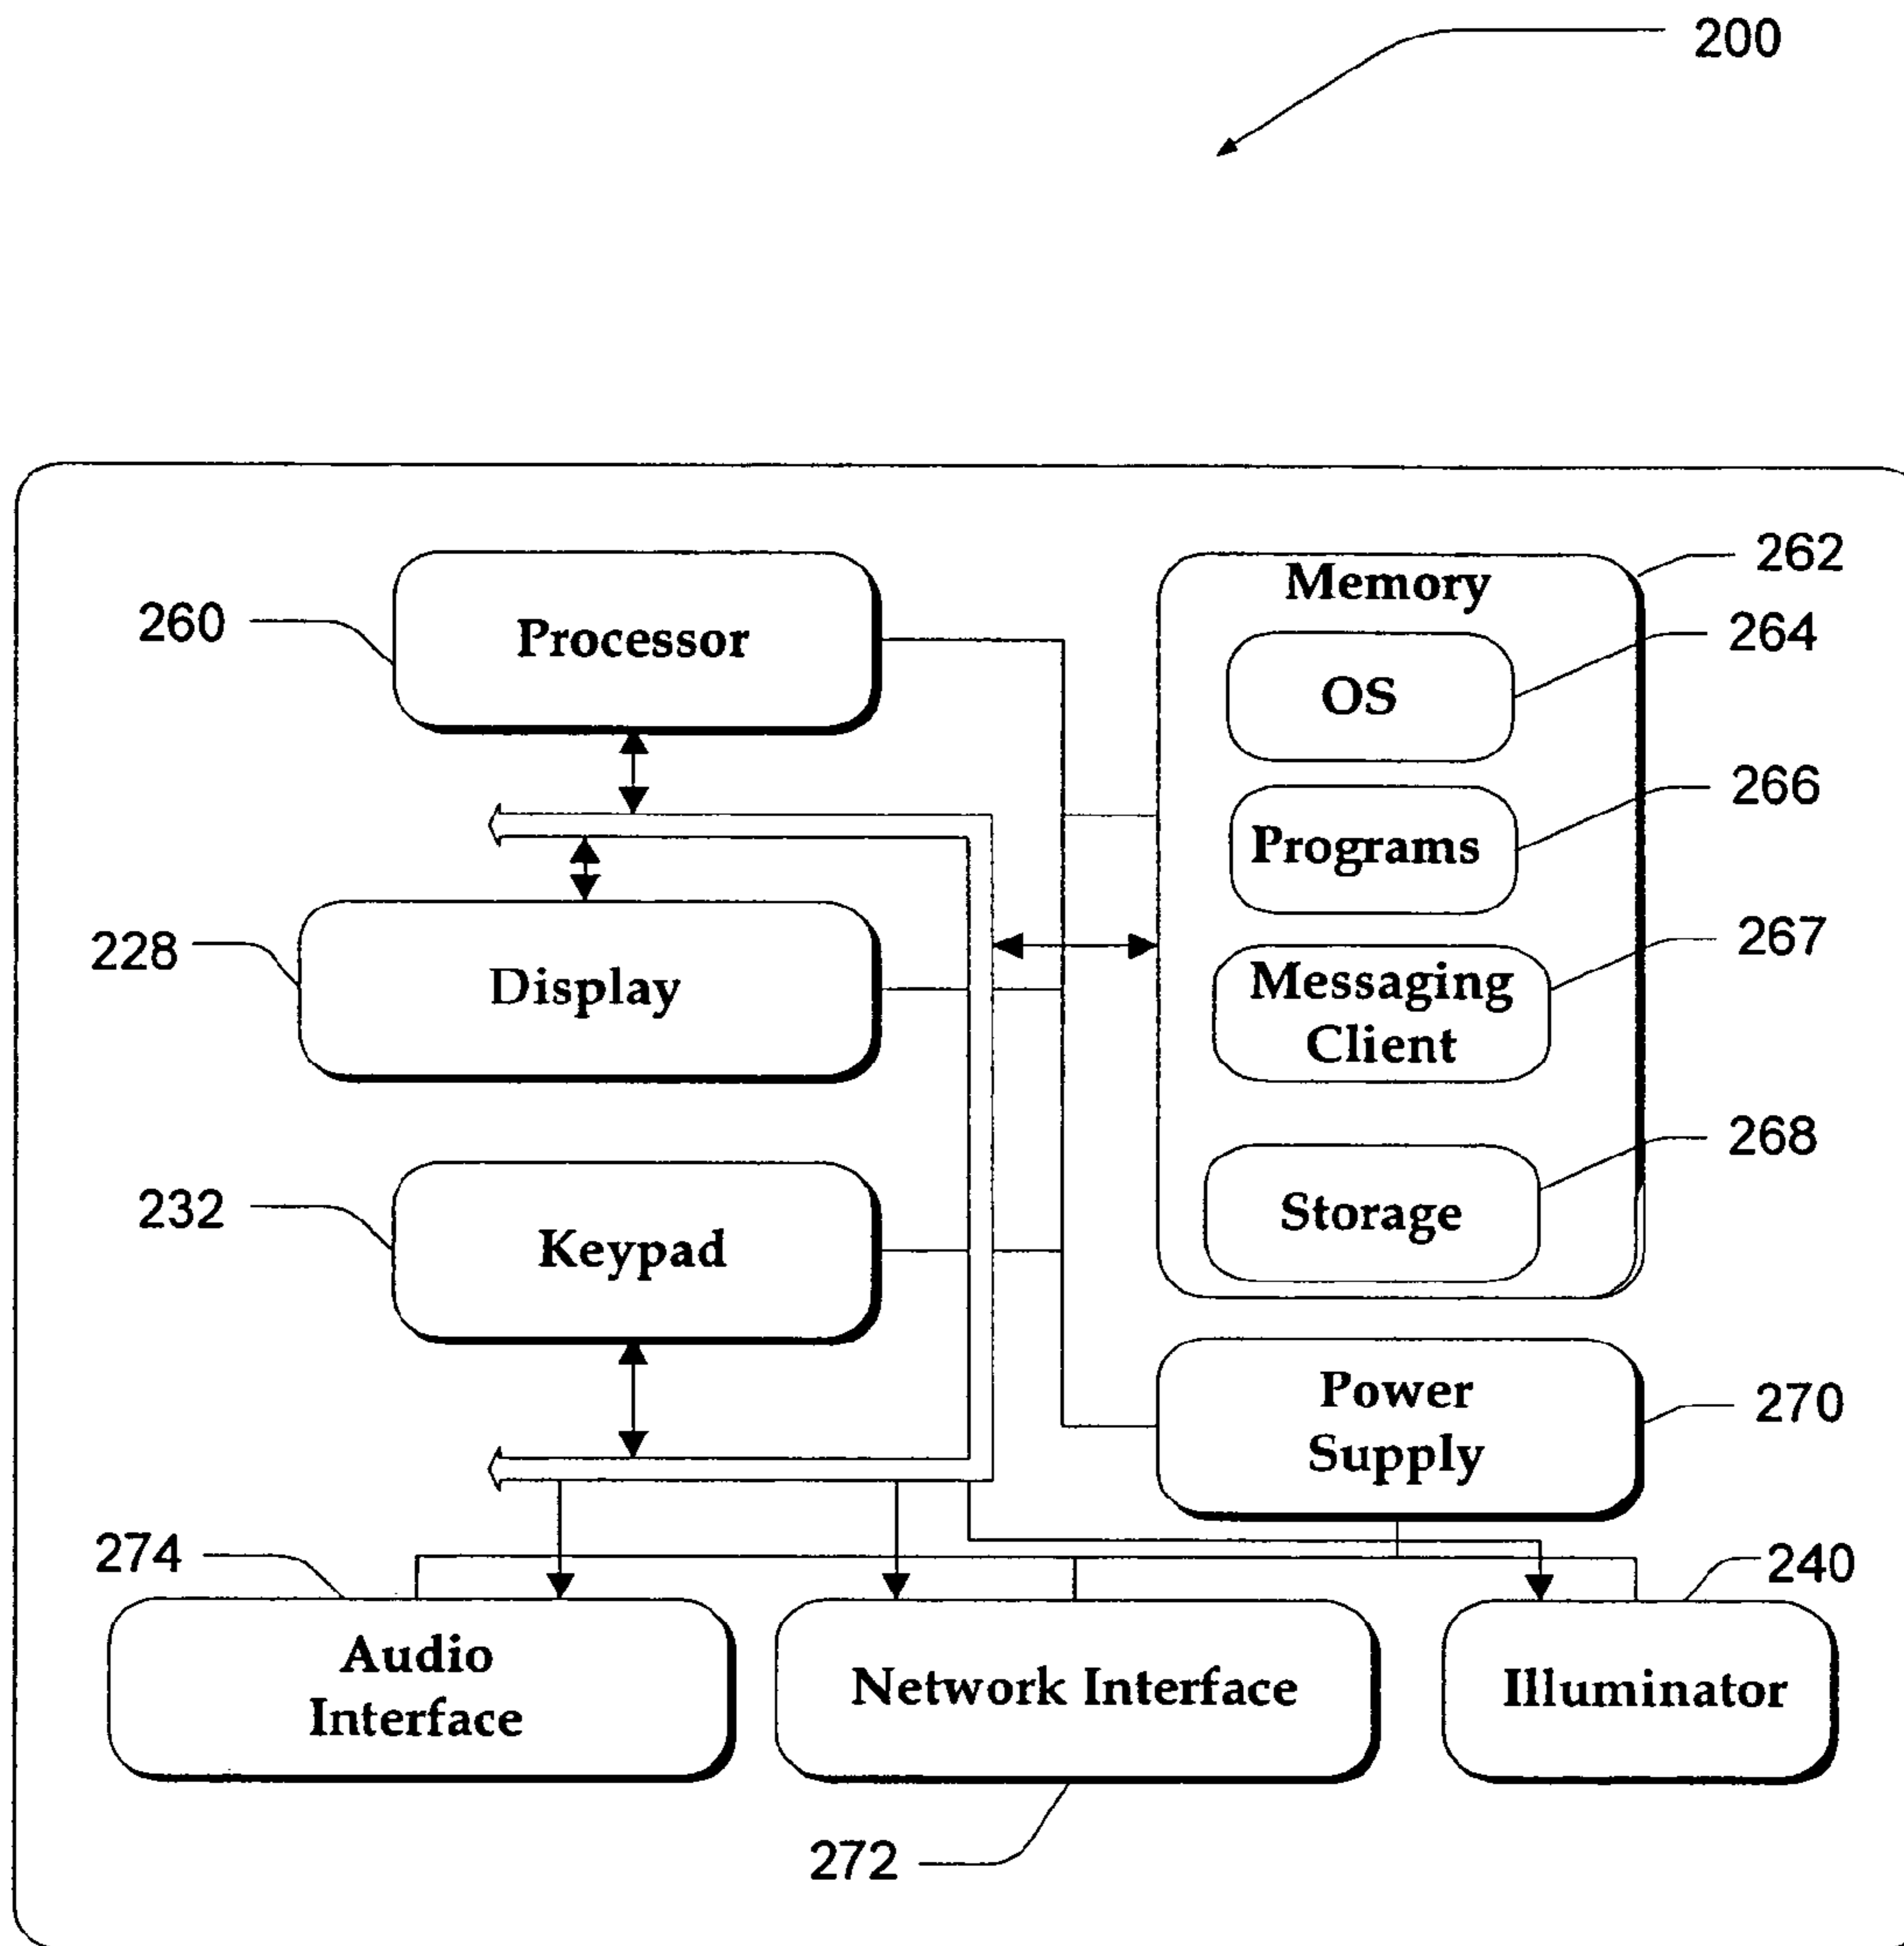 200
262
Memory
260
Processor
264
OS
266
Programs
228
Display
267
Messaging
Client
268
232
Keypad
Storage
Power
Supply
270
274
240
Audio
Interface
Network Interface
Illuminator
272